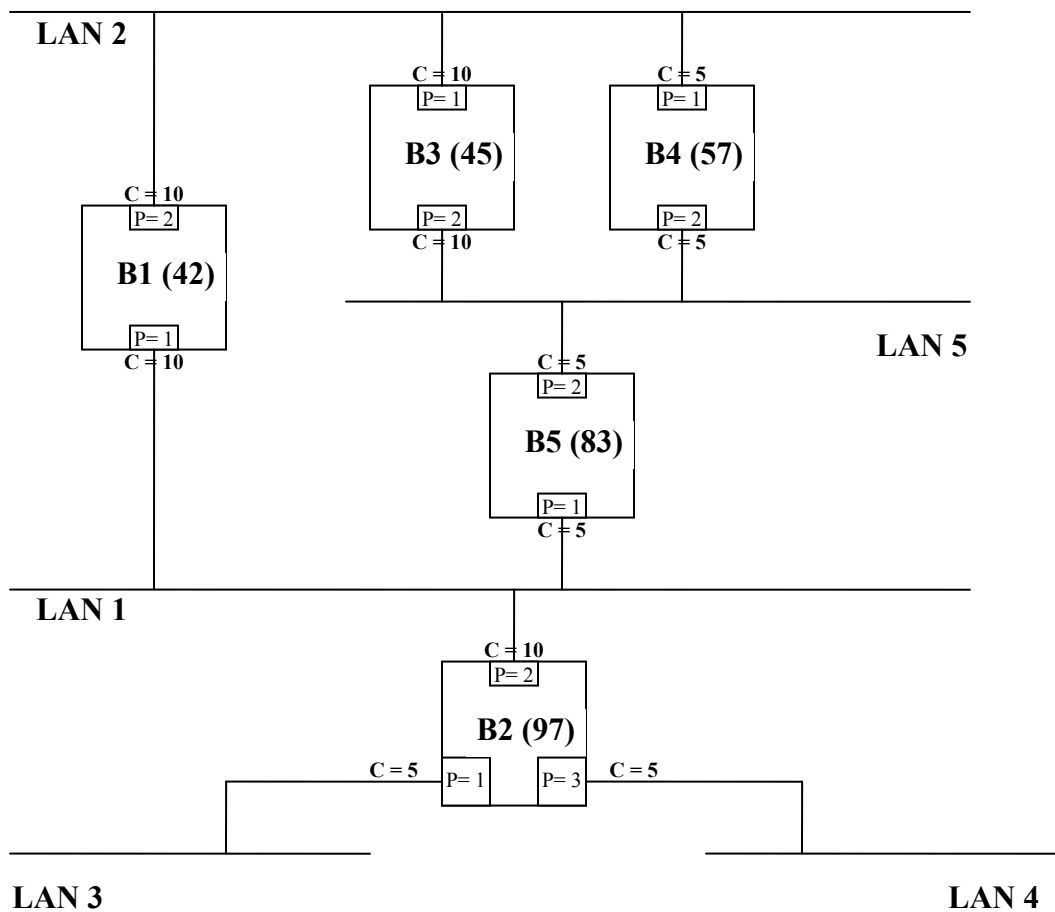 LAN 2
C = 10
P= 1
B3 (45)
P= 2
C = 10
C = 5
P= 1
B4 (57)
P= 2
C = 5
C = 10
P= 2
B1 (42)
P= 1
C = 10
LAN 5
C = 5
P= 2
B5 (83)
P= 1
C = 5
LAN 1
C = 10
P= 2
B2 (97)
C = 5
P= 1
P= 3
C = 5
LAN 3
LAN 4